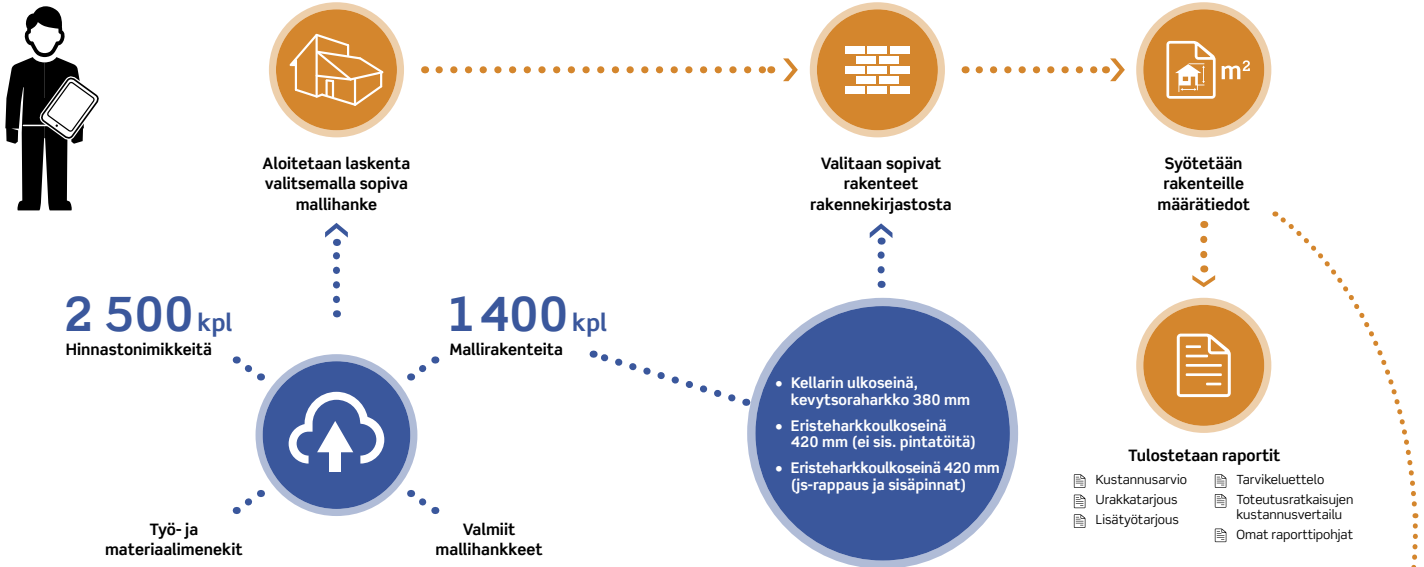 m²
Aloitetaan laskenta
valitsemalla sopiva
mallihanke
Valitaan sopivat
rakenteet
rakennekirjastosta
Syötetään
rakenteille
määrätiedot
2 500 kpl
Hinnastonimikkeitä
1 400 kpl
Mallirakenteita
Työ- ja
materiaalimenekit
Valmiit
mallihankkeet
• Kellarin ulkoseinä,
kevytsoraharkko 380 mm
• Eristeharkkoulkoseinä
420 mm (ei sis. pintatöitä)
• Eristeharkkoulkoseinä 420 mm
(js-rappaus ja sisäpinnat)
Tulostetaan raportit
Kustannusarvio
Urakkatarjous
Lisätyötarjous
Tarvikeluettelo
Toteutusratkaisujen
kustannusvertailu
Omat raporttipohjat